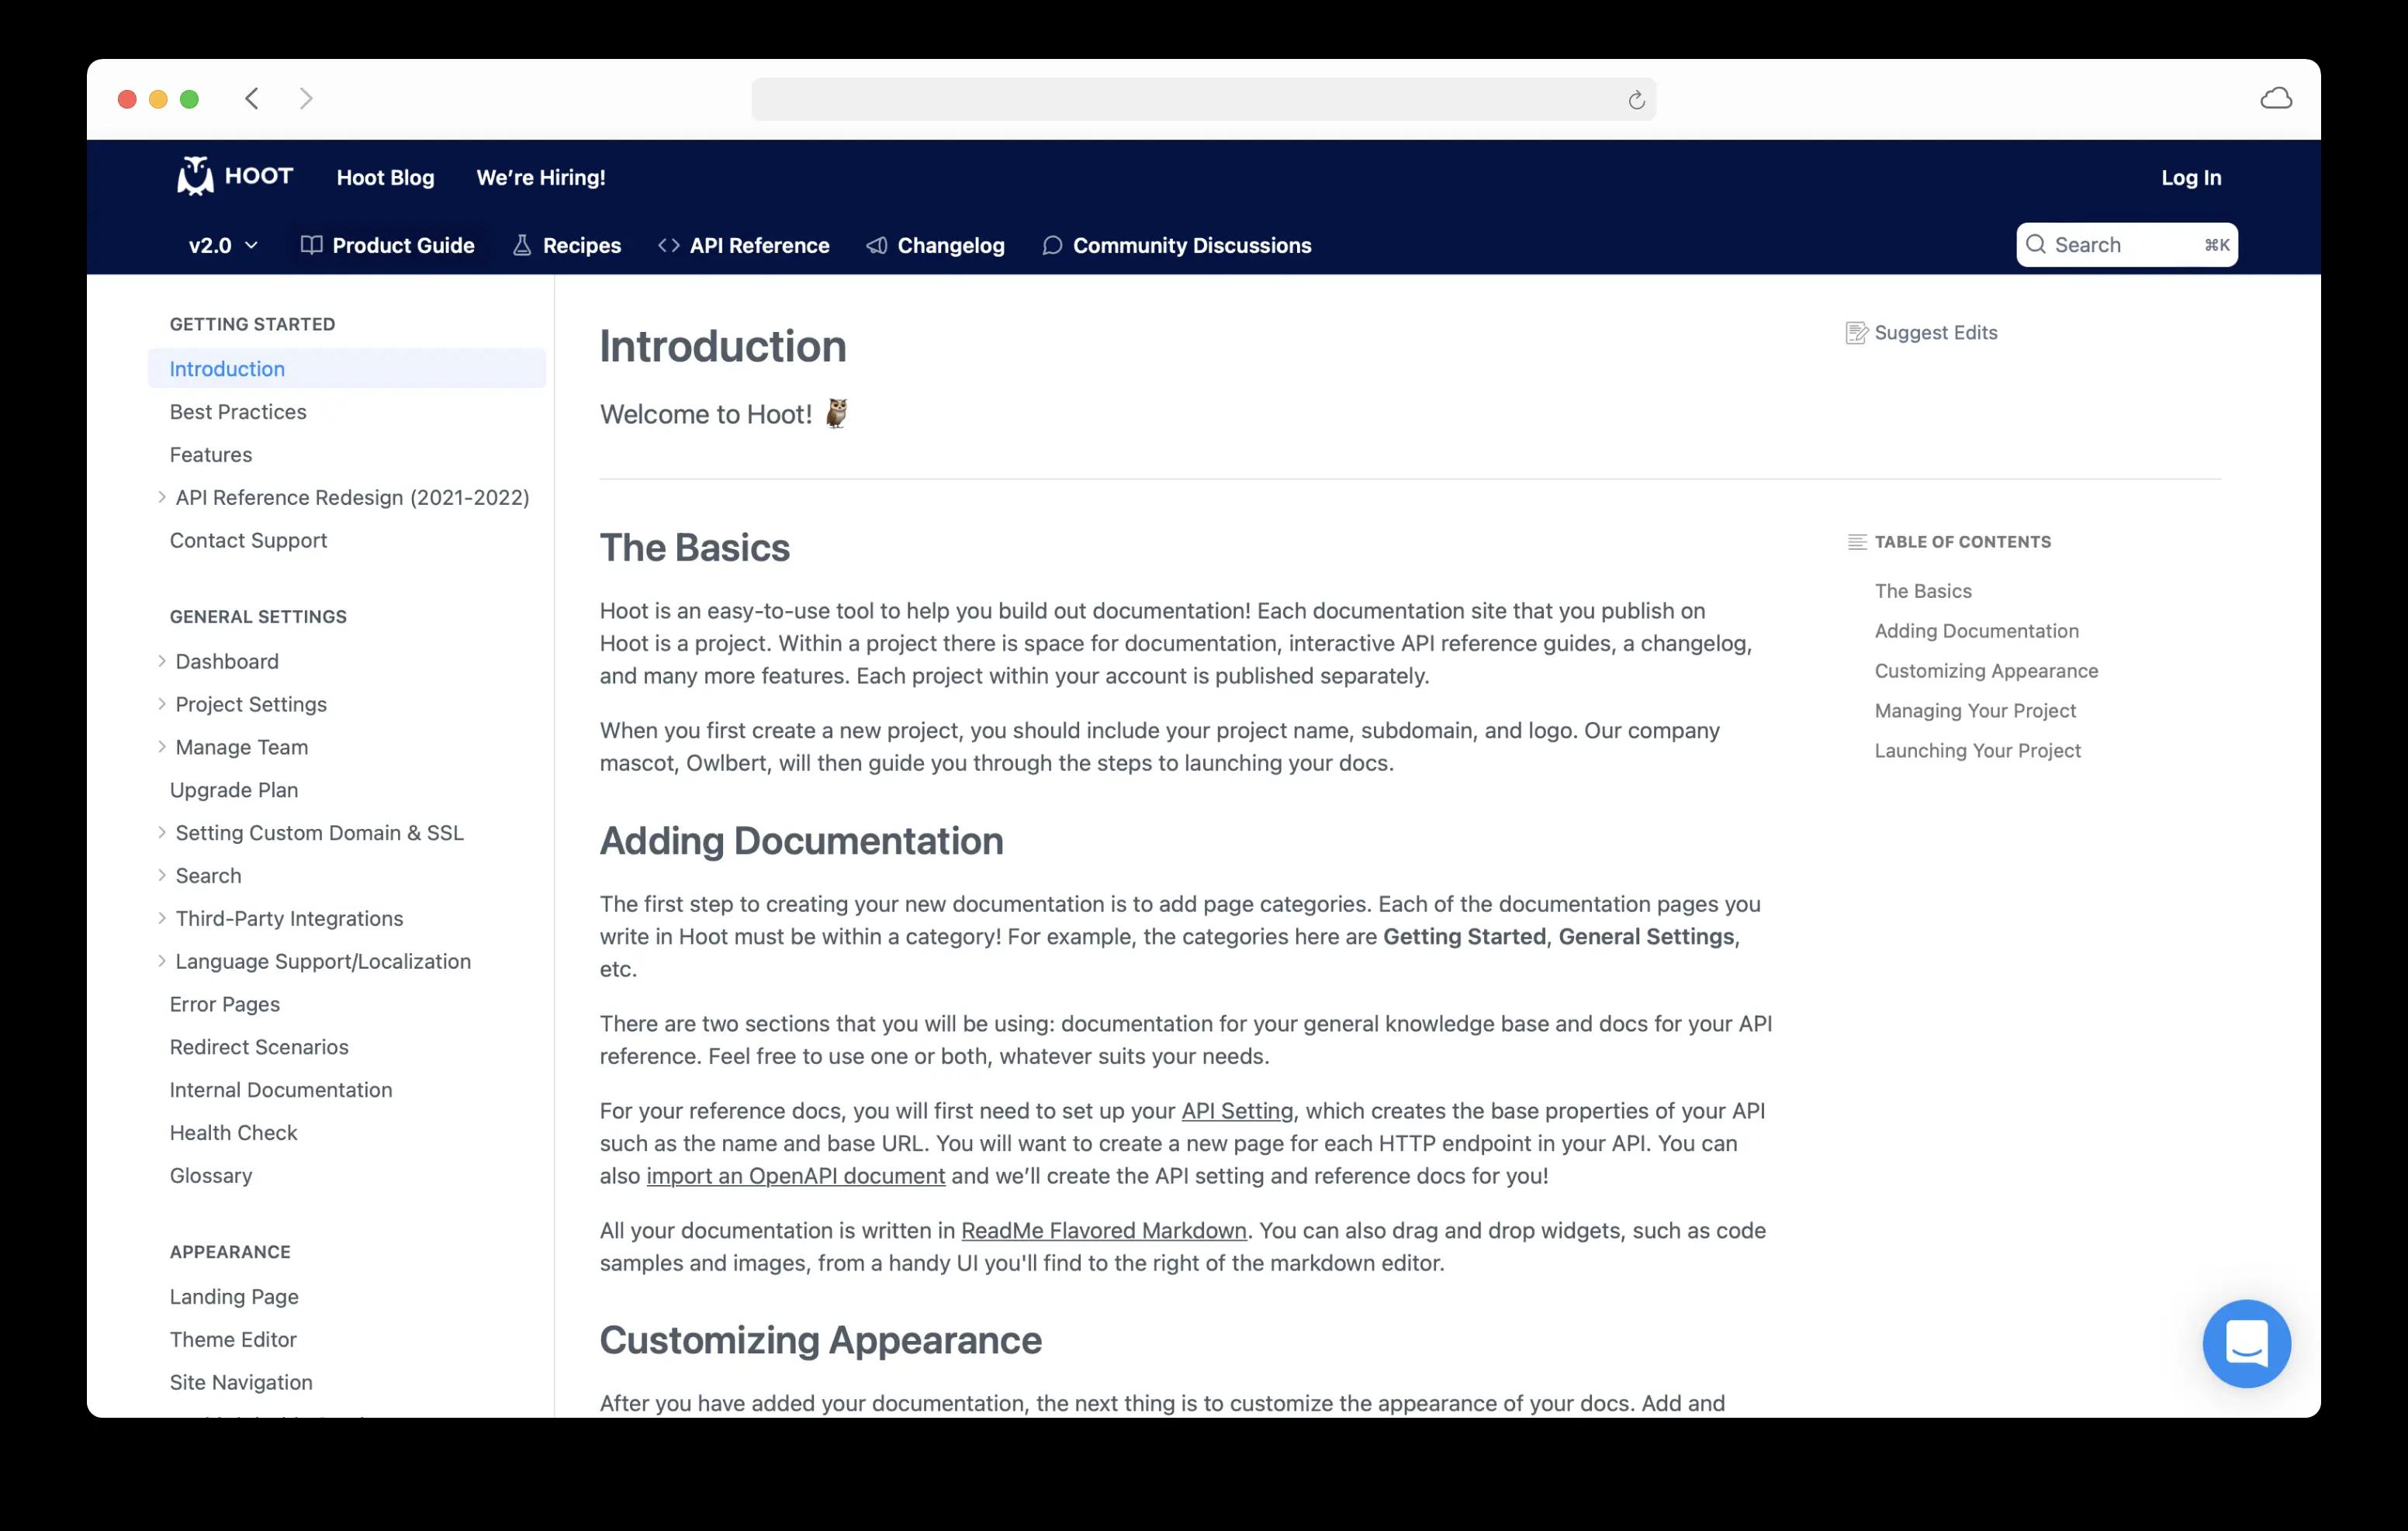 HOOT
Hoot Blog
We’re Hiring!
Log In
v2.0
Product Guide
Recipes
API Reference
Changelog
Community Discussions
Search
⌘K
GETTING STARTED
Introduction
Best Practices
Features
API Reference Redesign (2021-2022)
Contact Support
GENERAL SETTINGS
Dashboard
Project Settings
Manage Team
Upgrade Plan
Setting Custom Domain & SSL
Search
Third-Party Integrations
Language Support/Localization
Error Pages
Redirect Scenarios
Internal Documentation
Health Check
Glossary
APPEARANCE
Landing Page
Theme Editor
Site Navigation
Introduction
Welcome to Hoot! 🦉
Suggest Edits
The Basics
Hoot is an easy-to-use tool to help you build out documentation! Each documentation site that you publish on
Hoot is a project. Within a project there is space for documentation, interactive API reference guides, a changelog,
and many more features. Each project within your account is published separately.
When you first create a new project, you should include your project name, subdomain, and logo. Our company
mascot, Owlbert, will then guide you through the steps to launching your docs.
Adding Documentation
The first step to creating your new documentation is to add page categories. Each of the documentation pages you
write in Hoot must be within a category! For example, the categories here are Getting Started, General Settings,
etc.
There are two sections that you will be using: documentation for your general knowledge base and docs for your API
reference. Feel free to use one or both, whatever suits your needs.
For your reference docs, you will first need to set up your API Setting, which creates the base properties of your API
such as the name and base URL. You will want to create a new page for each HTTP endpoint in your API. You can
also import an OpenAPI document and we’ll create the API setting and reference docs for you!
All your documentation is written in ReadMe Flavored Markdown. You can also drag and drop widgets, such as code
samples and images, from a handy UI you'll find to the right of the markdown editor.
Customizing Appearance
After you have added your documentation, the next thing is to customize the appearance of your docs. Add and
TABLE OF CONTENTS
The Basics
Adding Documentation
Customizing Appearance
Managing Your Project
Launching Your Project